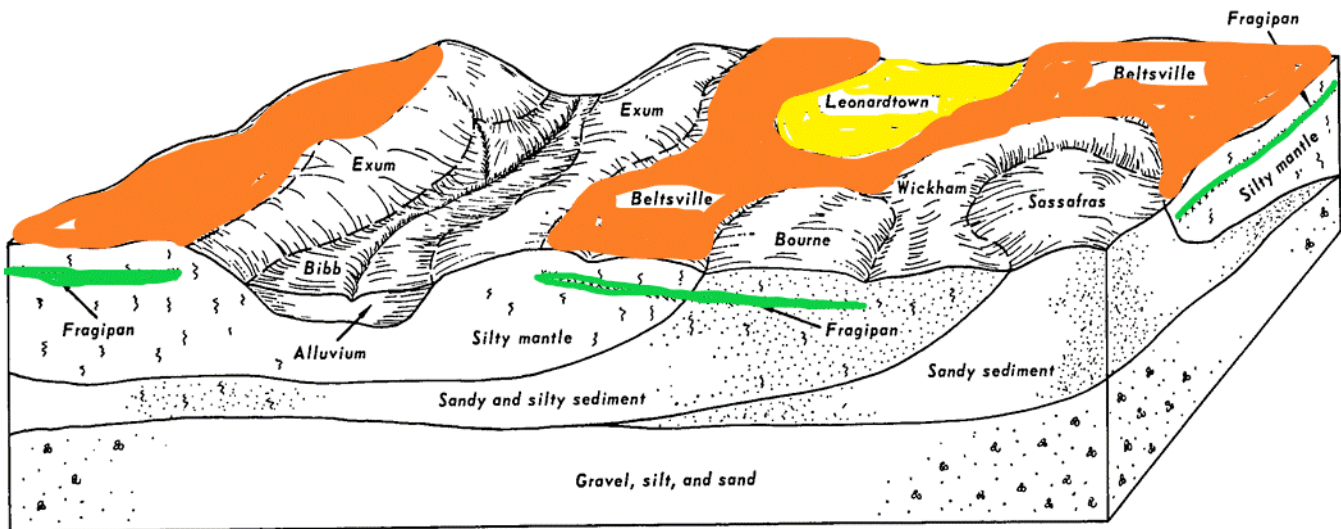 Fragipan
Beltsville
Leonardtown
Exum
Exum
Silty mantle
Wickham
Beltsville
Sassafras
Bourne
Bibb
Fragipan
Fragipan
Alluvium
Silty mantle
Sandy sediment
Sandy and silty sediment
Gravel, silt, and sand